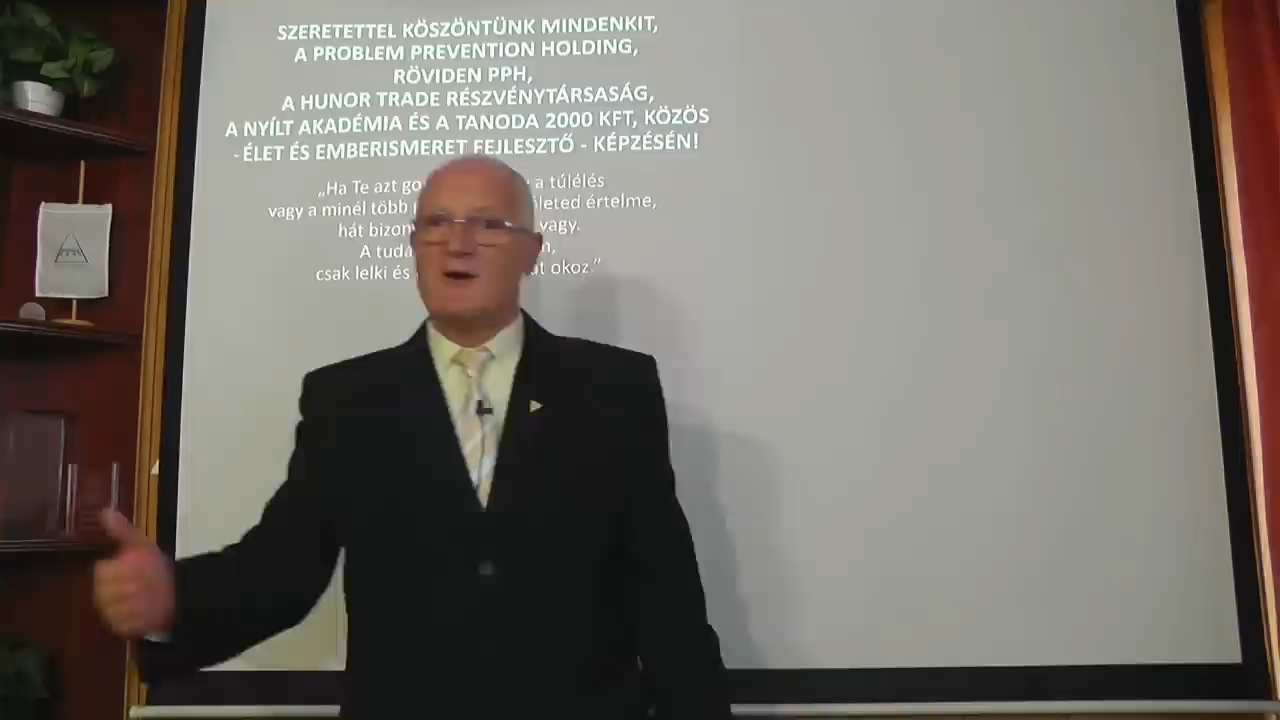 SZERETETTEL KÖSZÖNTÜNK MINDENKIT,
A PROBLEM PREVENTION HOLDING,
RÖVIDEN PPH,
A HUNOR TRADE RÉSZVÉNYTÁRSASÁG,
A NYÍLT AKADÉMIA ÉS A TANODA 2000 KFT, KÖZÖS
- ÉLET ÉS EMBERISMERET FEJLESZTŐ - KÉPZÉSÉN!
„Ha Te azt a túlélés
vagy a minél több életed értelme,
hát vagy.
A
csak lelki és okoz.”